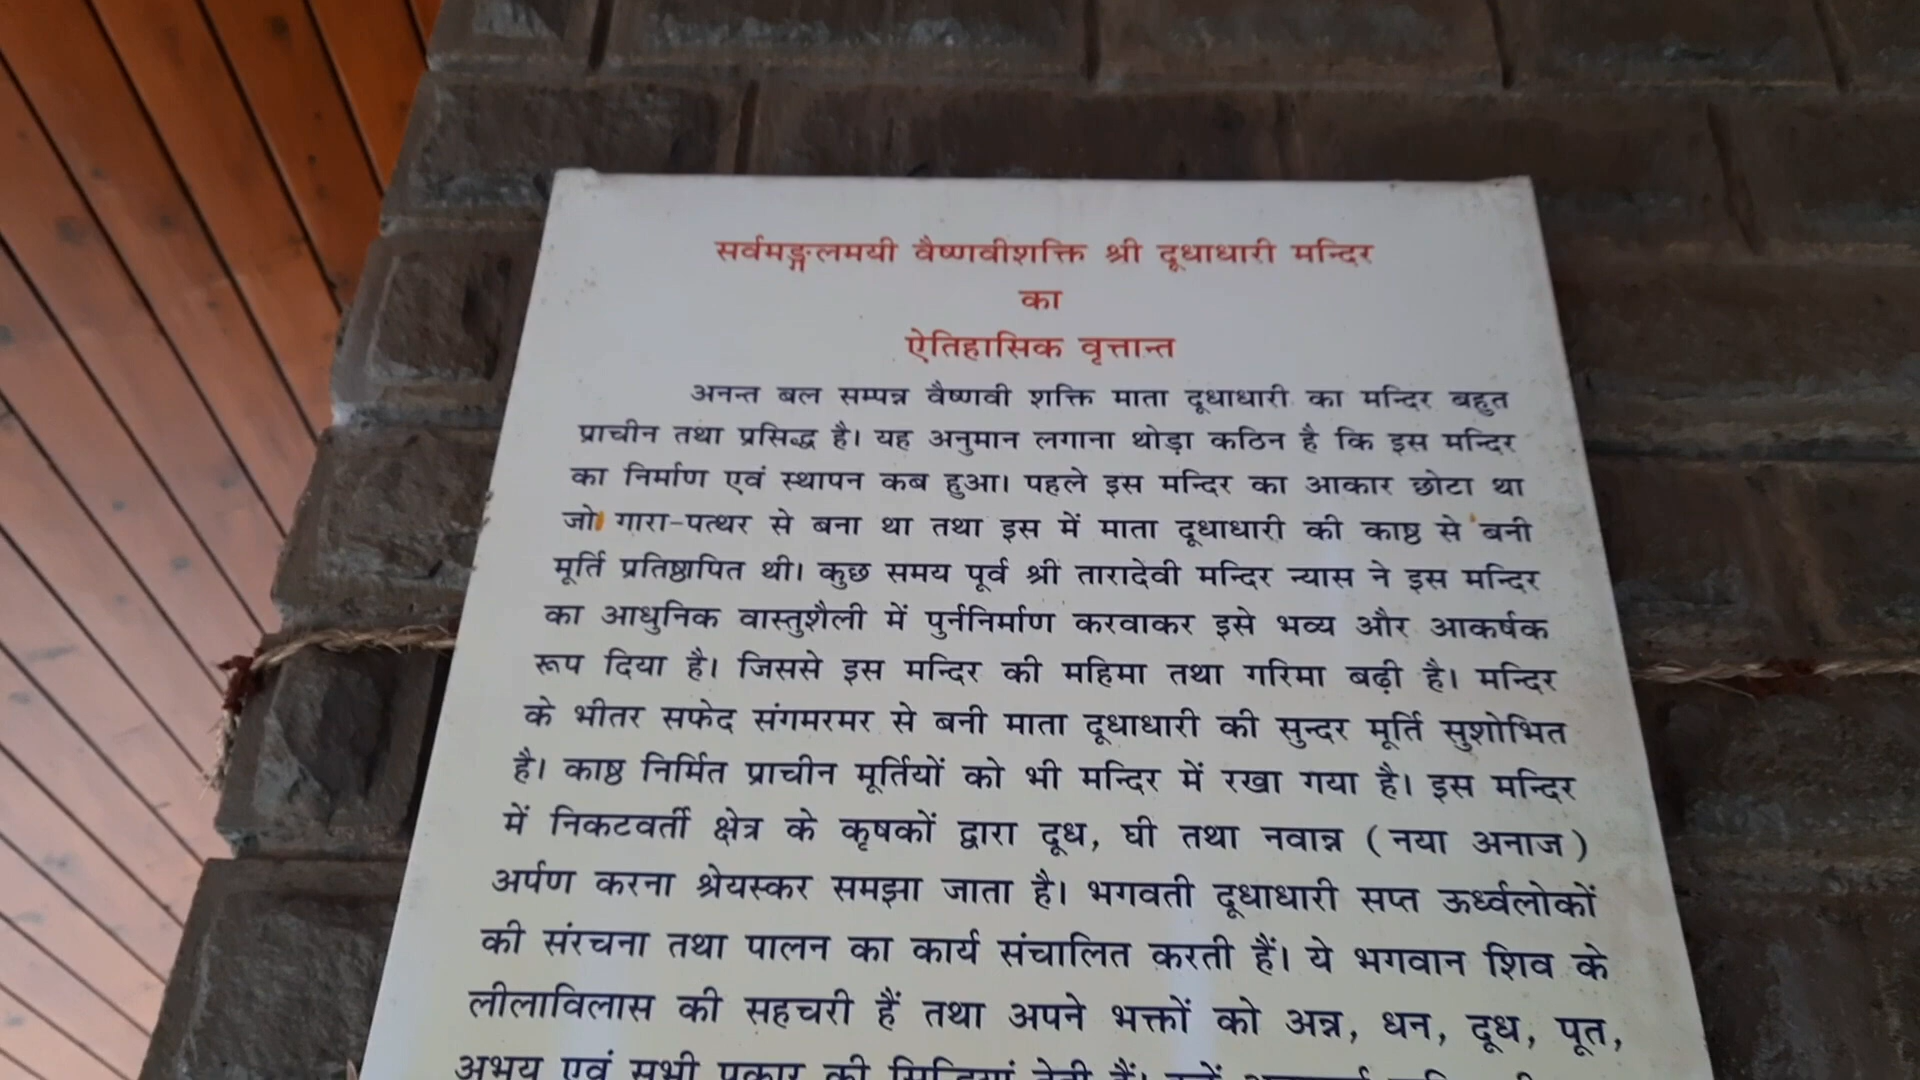 सर्वमङ्गलमयी वैष्णवीशक्ति श्री दूधाधारी मन्दिर
का
ऐतिहासिक वृत्तान्त
अनन्त बल सम्पन्न वैष्णवी शक्ति माता दूधाधारी का मन्दिर बहुत
प्राचीन तथा प्रसिद्ध है। यह अनुमान लगाना थोड़ा कठिन है कि इस मन्दिर
का निर्माण एवं स्थापन कब हुआ। पहले इस मन्दिर का आकार छोटा था
जो गारा-पत्थर से बना था तथा इस में माता दूधाधारी की काष्ठ से बनी
मूर्ति प्रतिष्ठापित थी। कुछ समय पूर्व श्री तारादेवी मन्दिर न्यास ने इस मन्दिर
का आधुनिक वास्तुशैली में पुर्ननिर्माण करवाकर इसे भव्य और आकर्षक
रूप दिया है। जिससे इस मन्दिर की महिमा तथा गरिमा बढ़ी है। मन्दिर
के भीतर सफेद संगमरमर से बनी माता दूधाधारी की सुन्दर मूर्ति सुशोभित
है। काष्ठ निर्मित प्राचीन मूर्तियों को भी मन्दिर में रखा गया है। इस मन्दिर
में निकटवर्ती क्षेत्र के कृषकों द्वारा दूध, घी तथा नवान्न (नया अनाज)
अर्पण करना श्रेयस्कर समझा जाता है। भगवती दूधाधारी सप्त ऊर्ध्वलोकों
की संरचना तथा पालन का कार्य संचालित करती हैं। ये भगवान शिव के
लीलाविलास की सहचरी हैं तथा अपने भक्तों को अन्न, धन, दूध, पूत,
अभय एवं सभी प्रकार की सिद्धियां देती हैं।